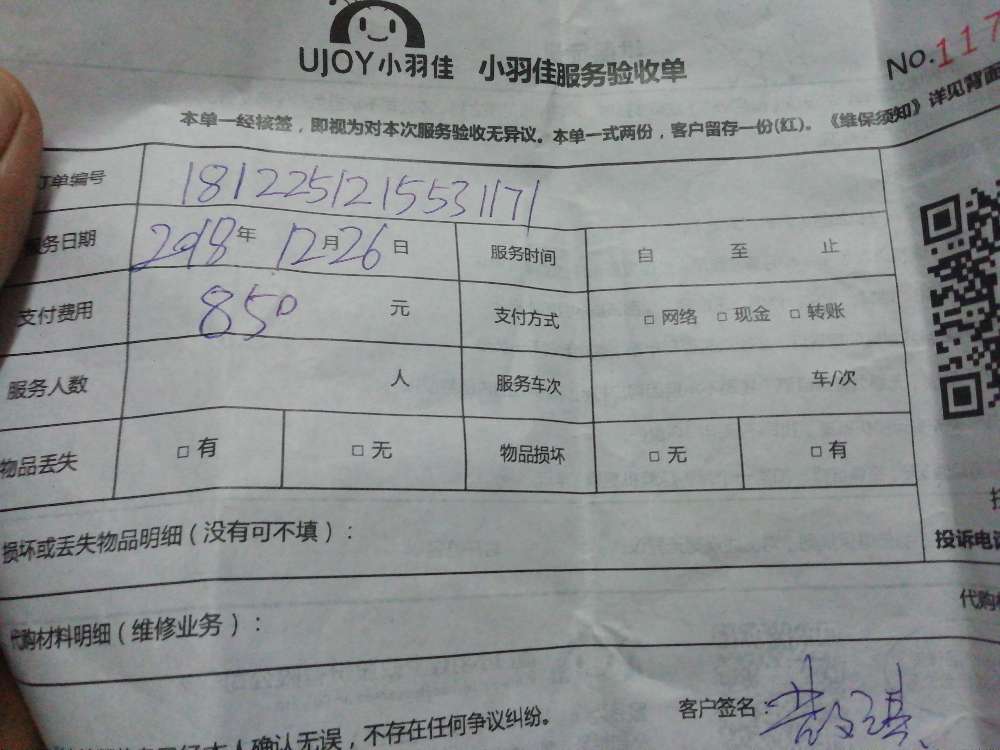 UJOY小羽佳 小羽佳服务验收单
No.117
本单一经核签，即视为对本次服务验收无异议。本单一式两份，客户留存一份(红)。《维保须知》详见背面
订单编号 1812251215531171
服务日期 2018年 12月26日 服务时间 自 至 止
支付费用 850 元 支付方式 □ 网络 □ 现金 □ 转账
服务人数 人 服务车次 车/次
物品丢失 □ 有 □ 无 物品损坏 □ 无 □ 有
损坏或丢失物品明细（没有可不填）：
投诉电话
代购材料明细（维修业务）：
代购
客户签名：
本人确认无误，不存在任何争议纠纷。